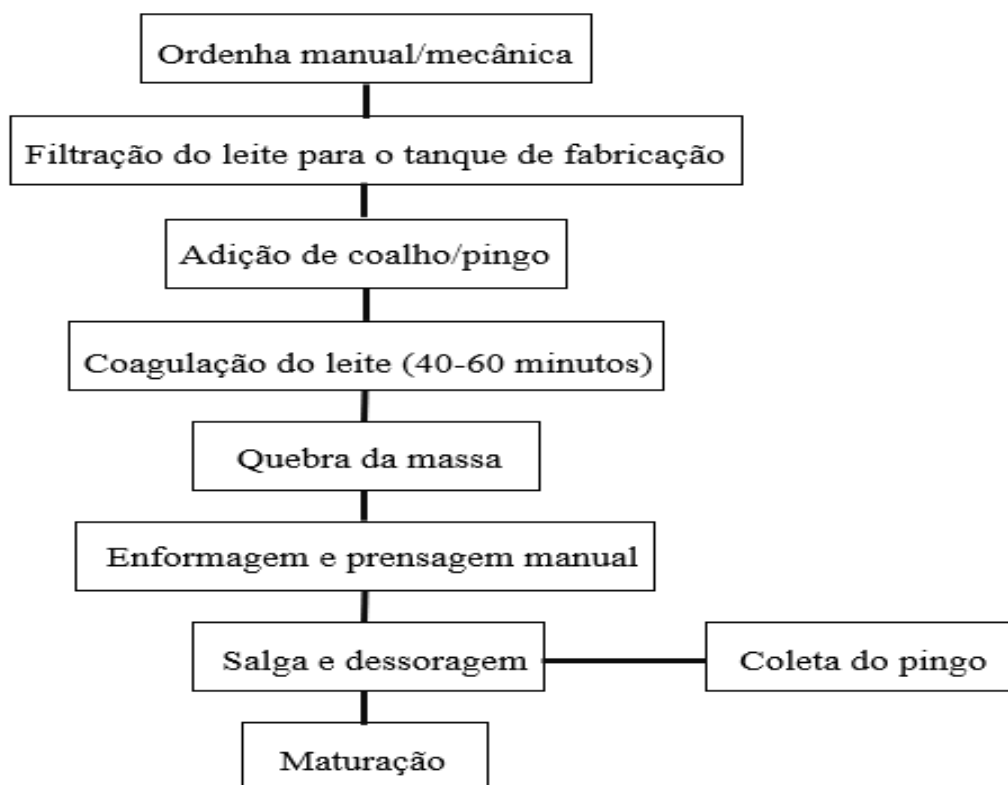 Ordenha manual/mecânica
Filtração do leite para o tanque de fabricação
Adição de coalho/pingo
Coagulação do leite (40-60 minutos)
Quebra da massa
Enformagem e prensagem manual
Salga e dessoragem
Coleta do pingo
Maturação